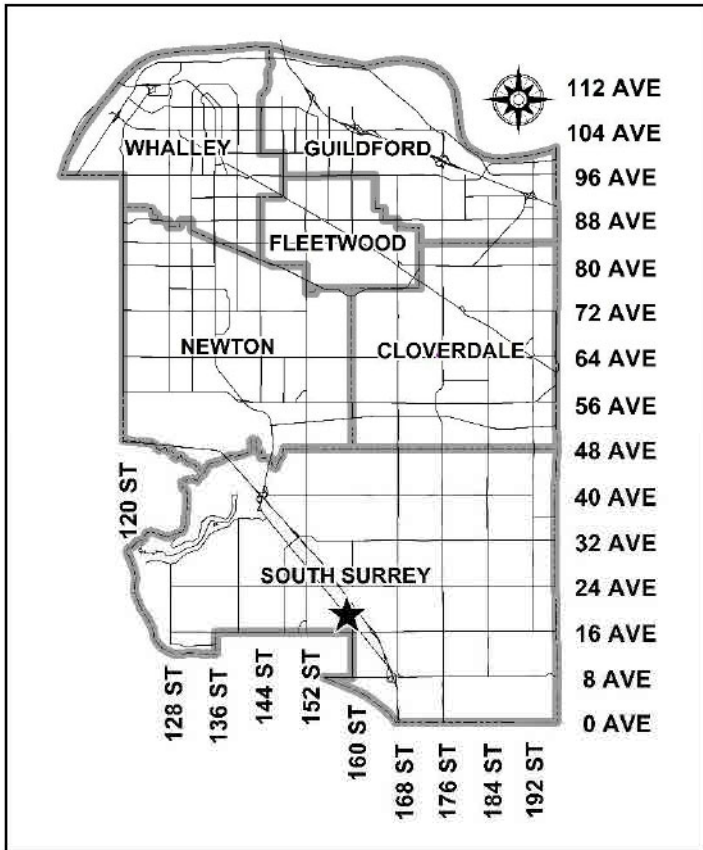 112 AVE
104 AVE
WHALLEY
GUILDFORD
96 AVE
88 AVE
FLEETWOOD
80 AVE
72 AVE
NEWTON
CLOVERDALE
64 AVE
56 AVE
48 AVE
120 ST
40 AVE
32 AVE
SOUTH SURREY
24 AVE
16 AVE
128 ST
136 ST
144 ST
152 ST
8 AVE
160 ST
0 AVE
168 ST
176 ST
184 ST
192 ST